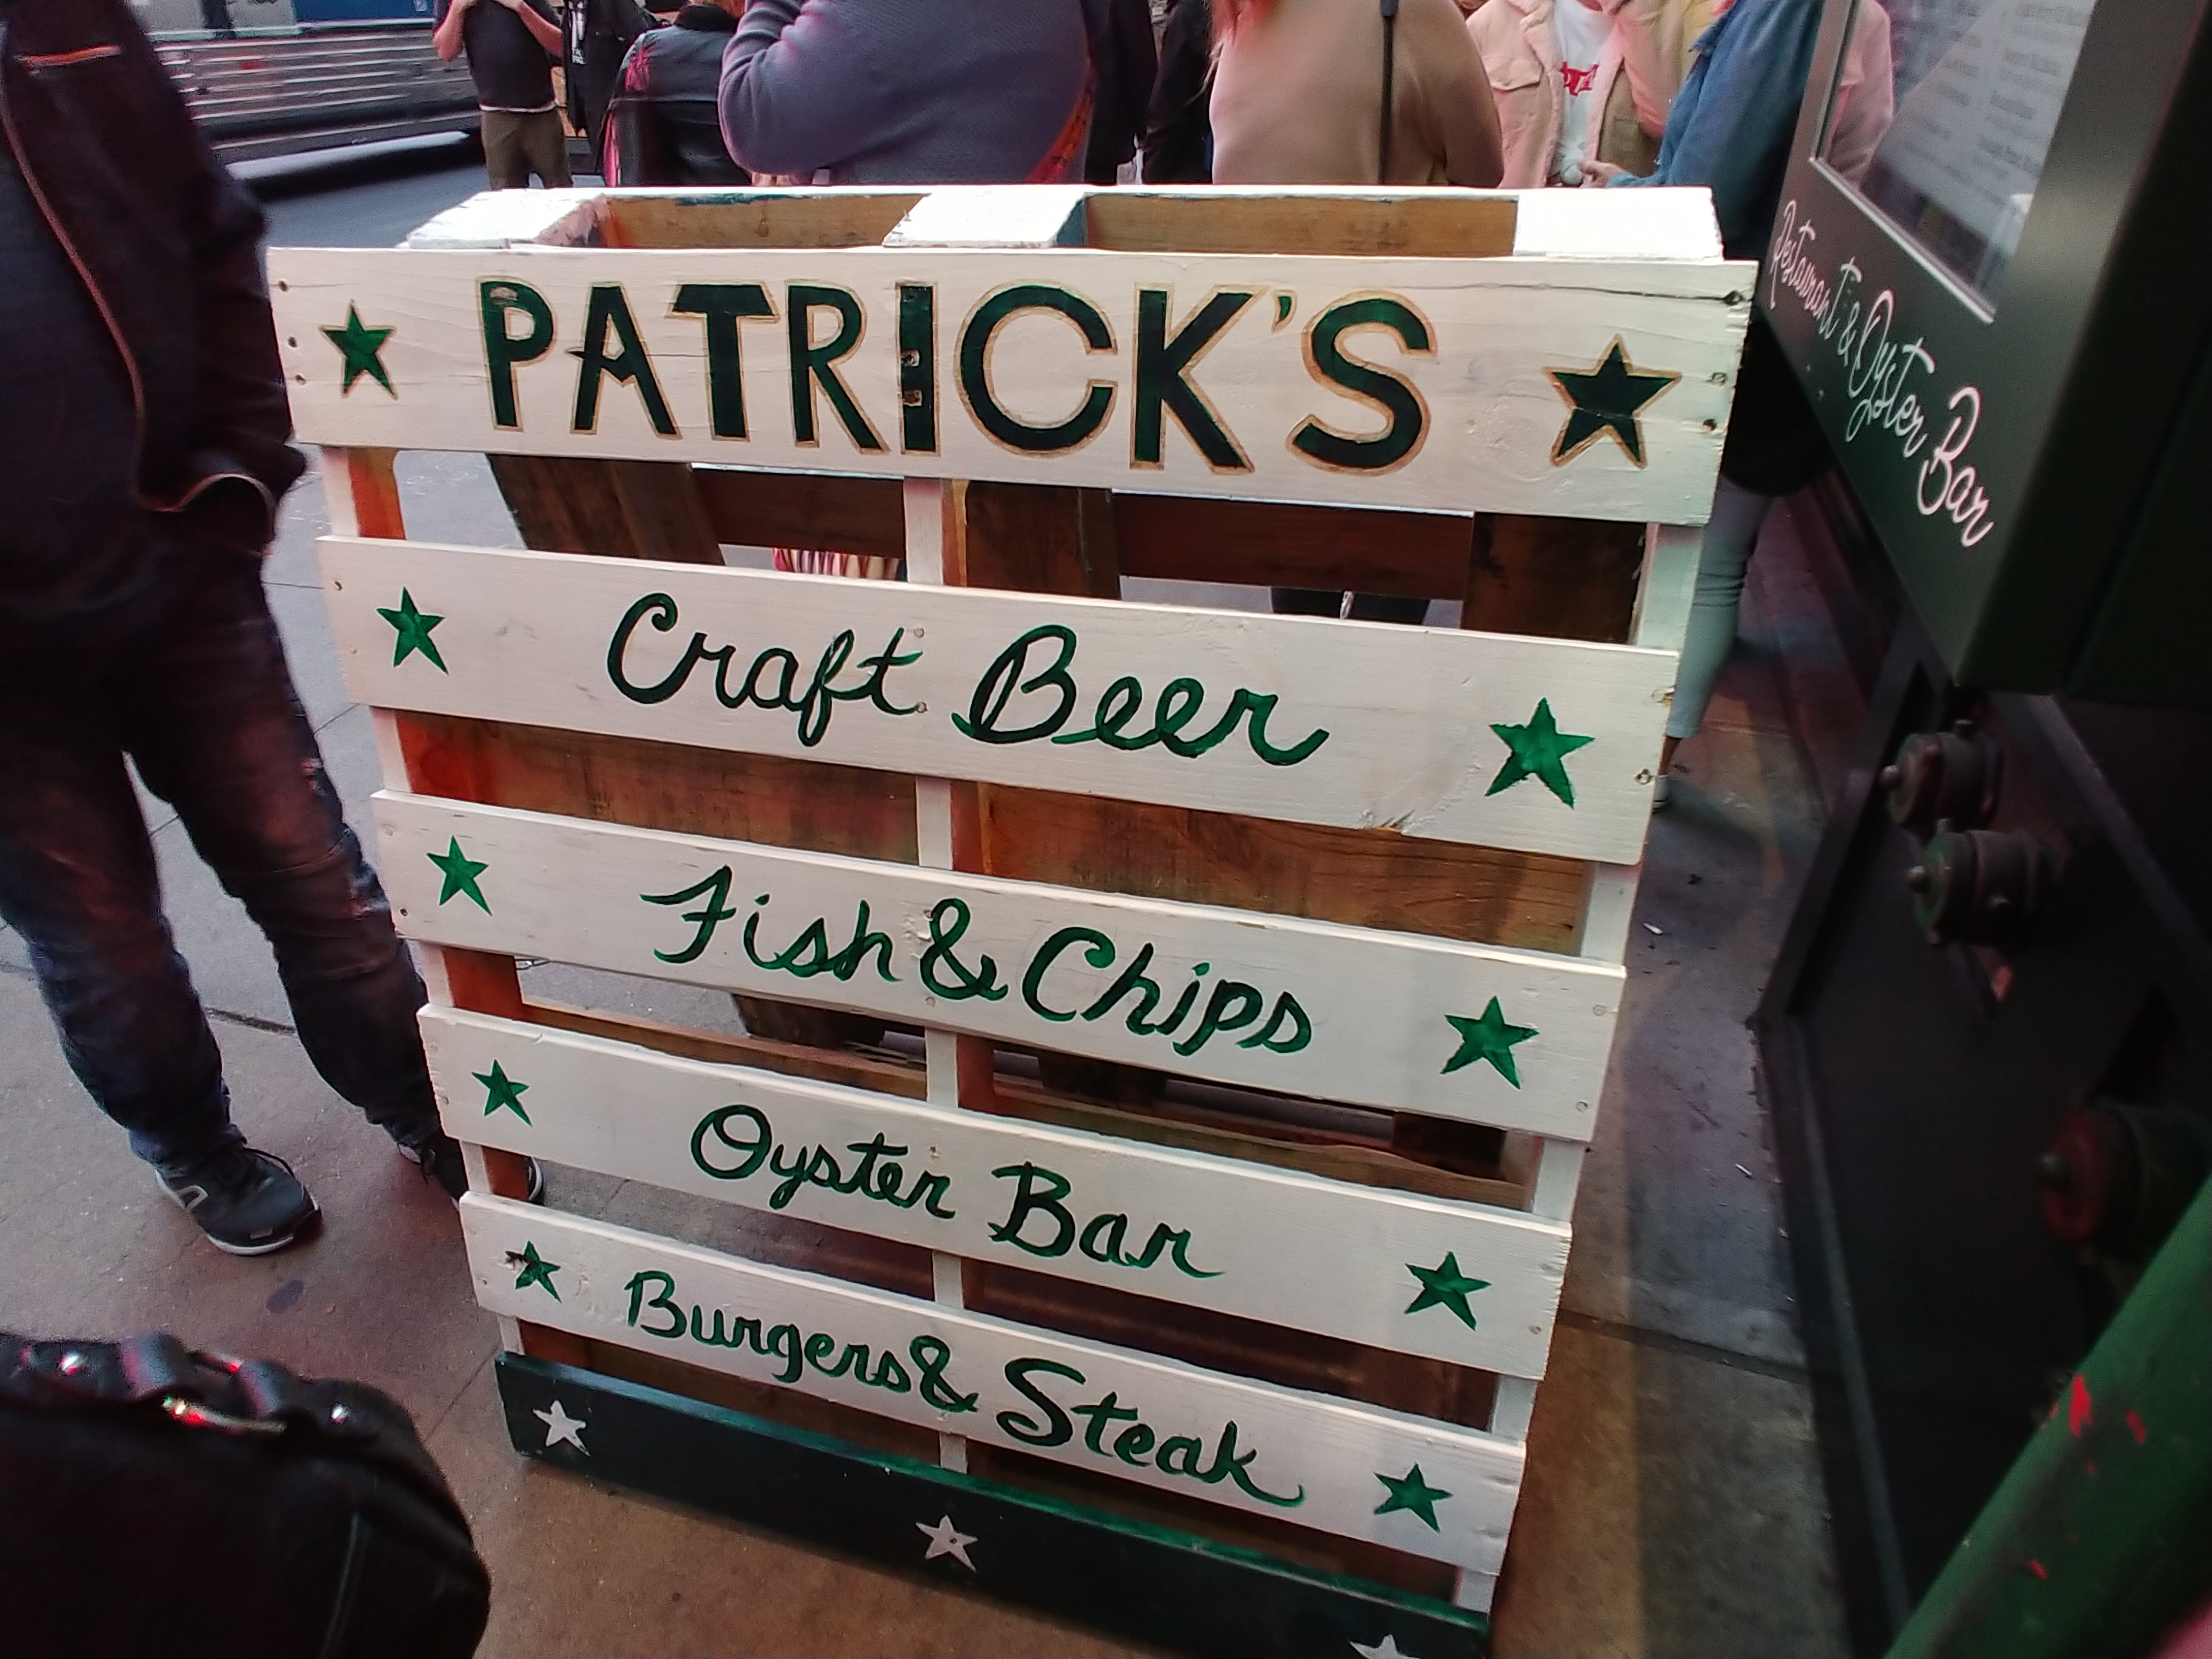 PATRICK'S
Craft Beer
Fish & Chips
Oyster Bar
Burgers & Steak
Restaurant & Oyster Bar